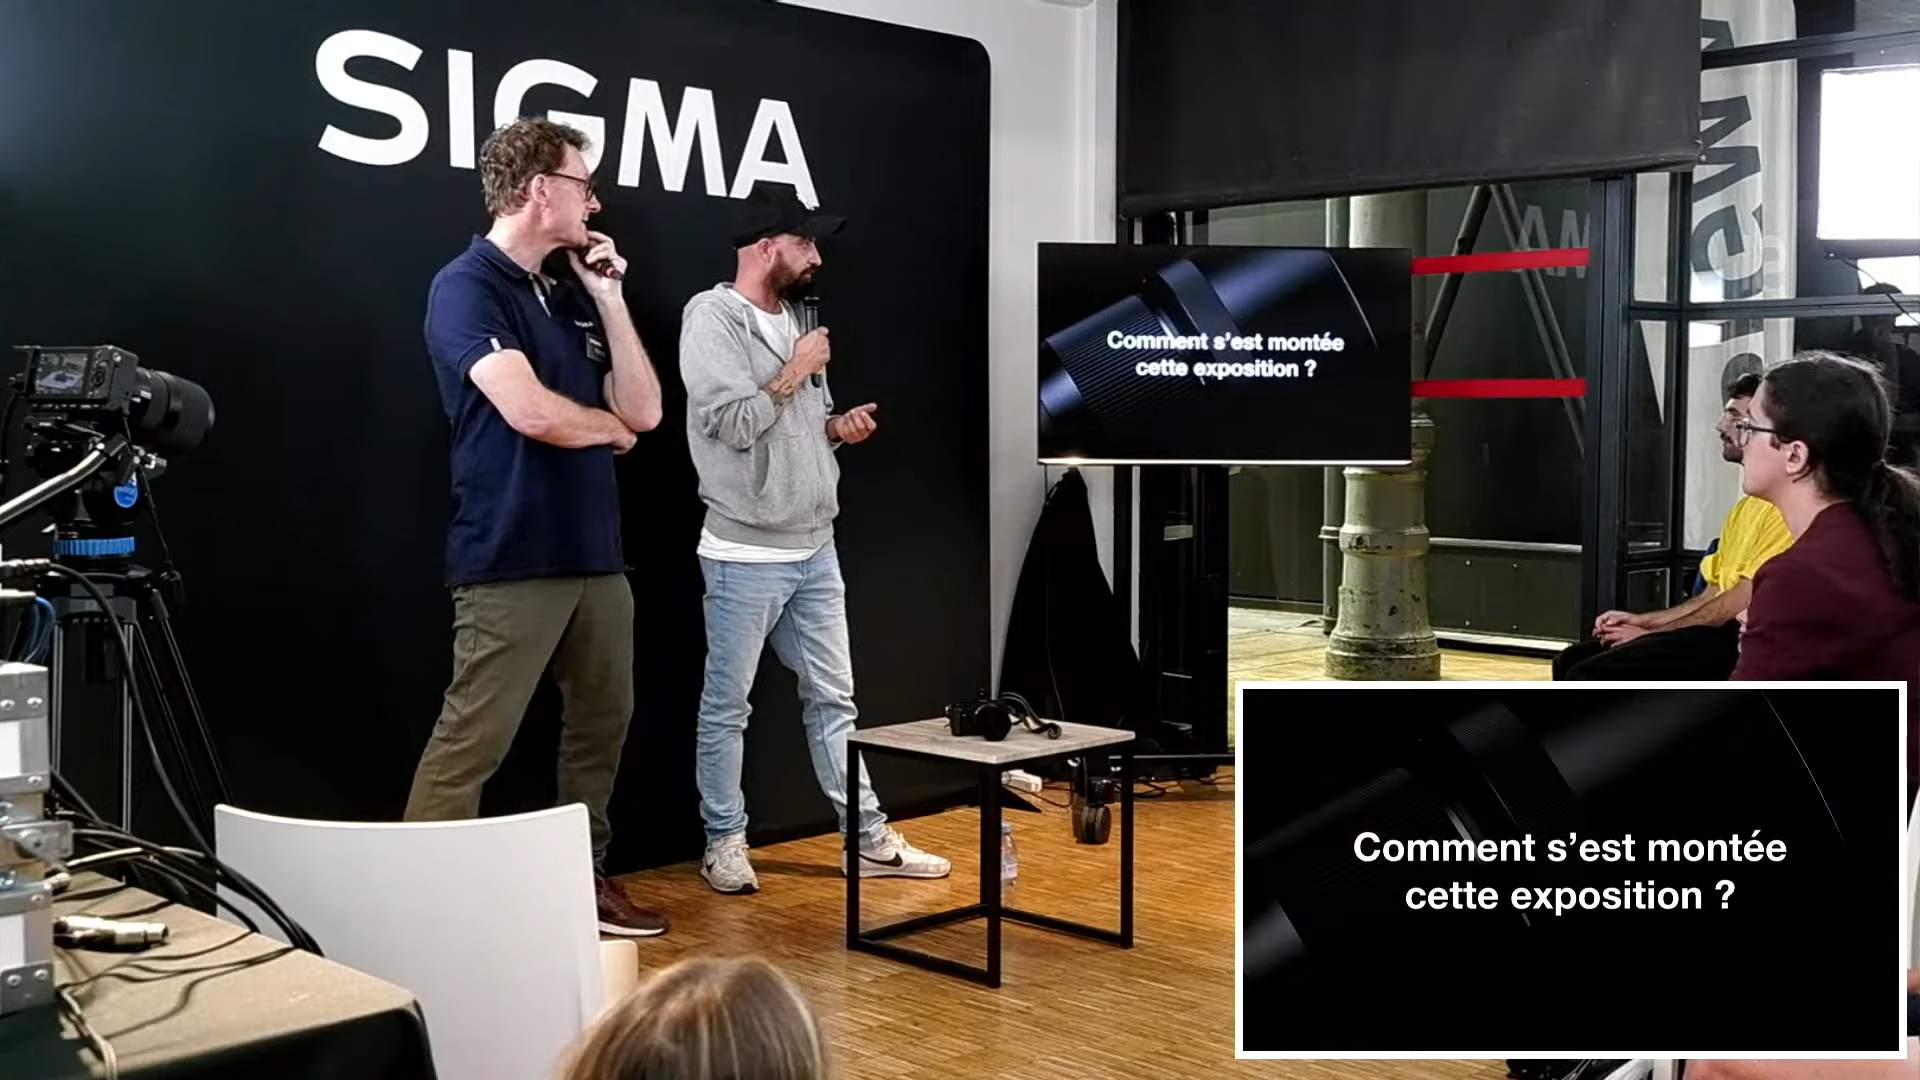 SIGMA
Comment s’est montée
cette exposition ?
Comment s’est montée
cette exposition ?